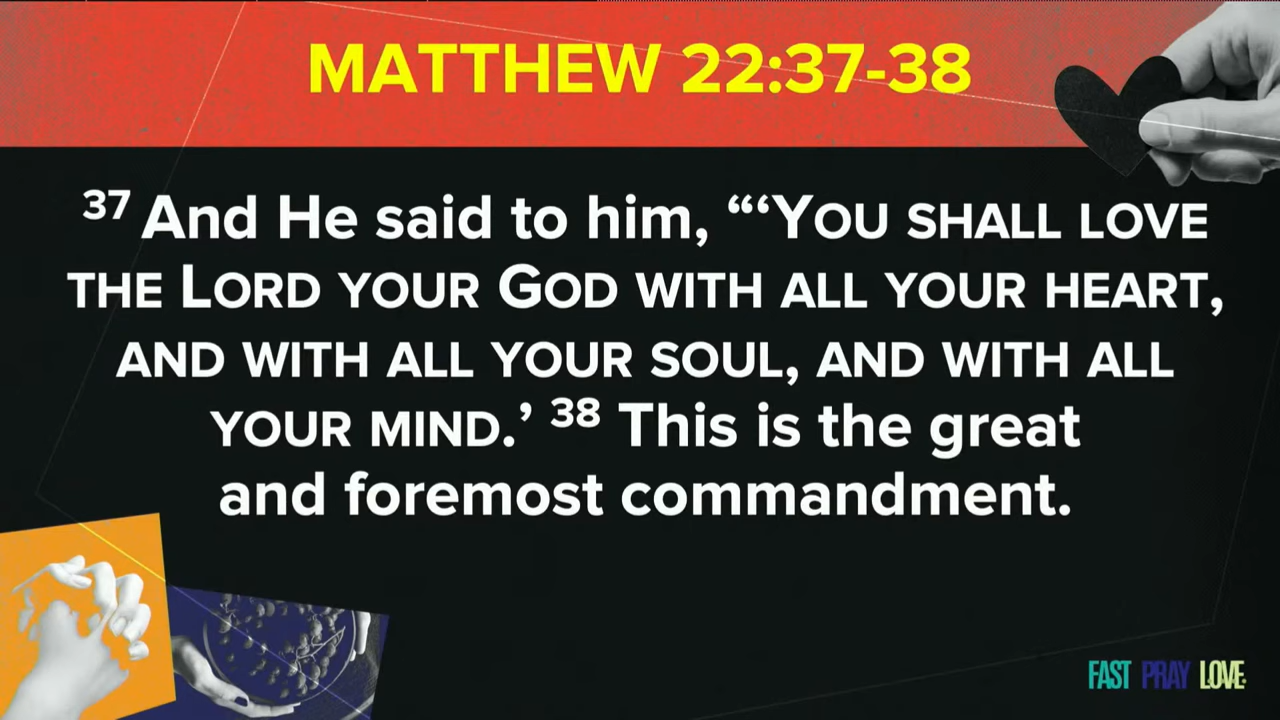 MATTHEW 22:37-38
37 And He said to him, “‘YOU SHALL LOVE
THE LORD YOUR GOD WITH ALL YOUR HEART,
AND WITH ALL YOUR SOUL, AND WITH ALL
YOUR MIND.’ 38 This is the great
and foremost commandment.
FAST PRAY LOVE